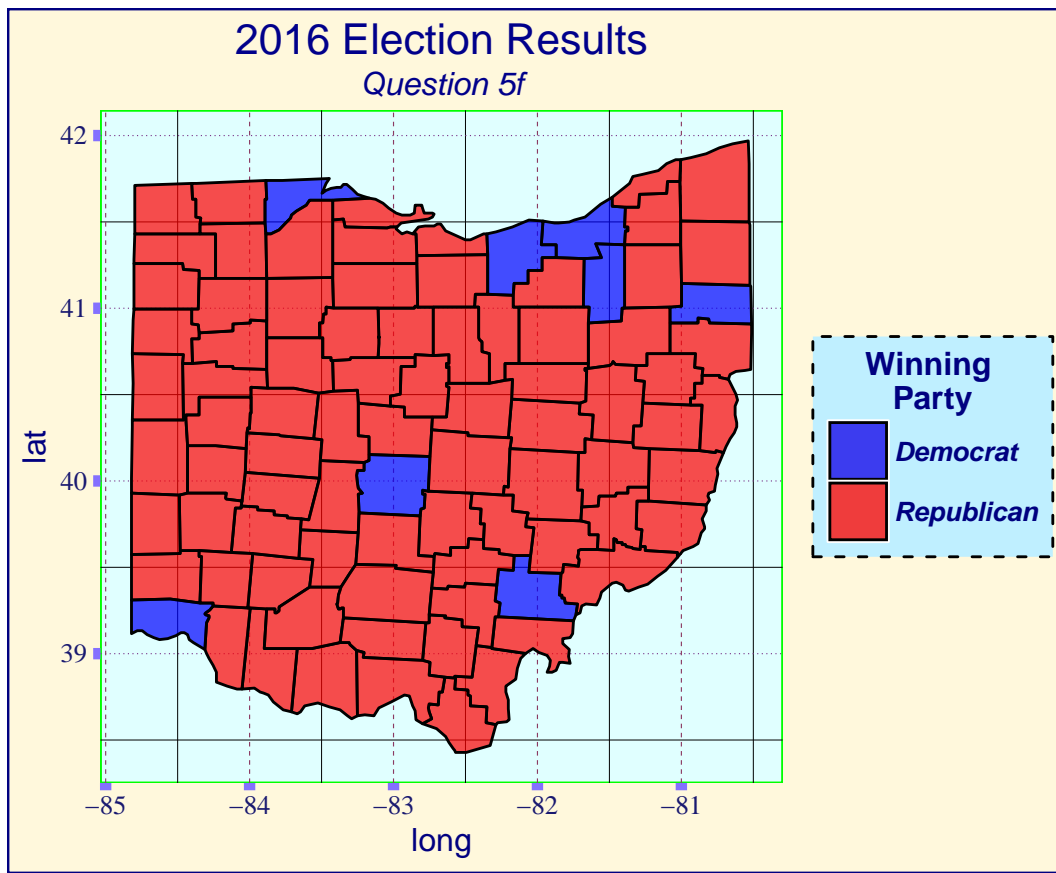 2016 Election Results
Question 5f
lat
42
41
40
39
−85
−84
−83
−82
−81
long
Winning
Party
Democrat
Republican